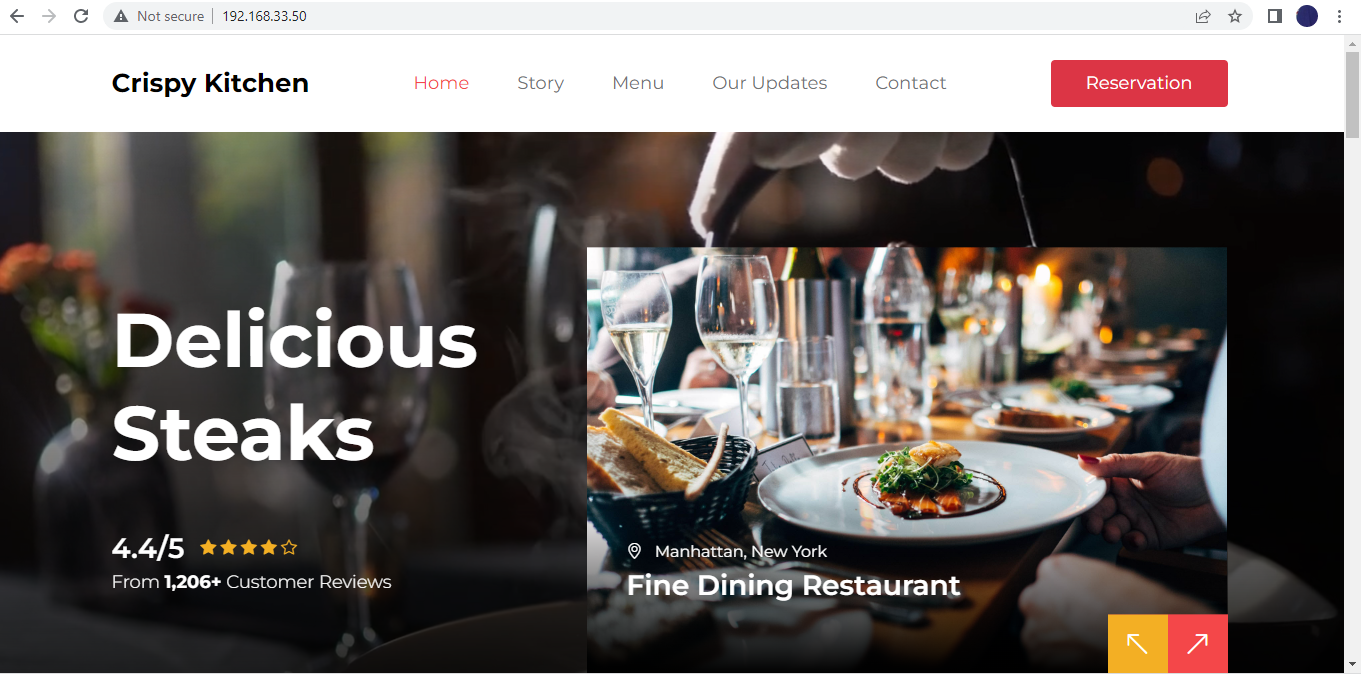 Not secure 192.168.33.50
Crispy Kitchen
Home
Story
Menu
Our Updates
Contact
Reservation
Delicious
Steaks
4.4/5
From 1,206+ Customer Reviews
Manhattan, New York
Fine Dining Restaurant